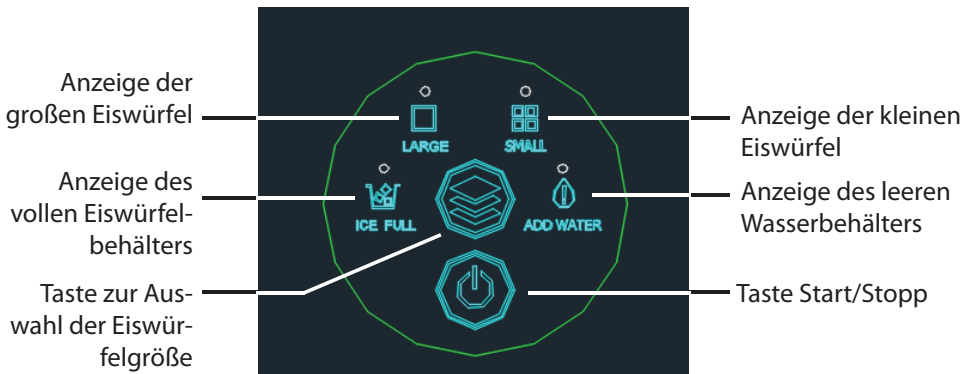 Anzeige der
großen Eiswürfel
Anzeige des
vollen Eiswürfel-
behälters
Taste zur Aus-
wahl der Eiswür-
felgröße
LARGE
SMALL
ICE FULL
ADD WATER
Anzeige der kleinen
Eiswürfel
Anzeige des leeren
Wasserbehälters
Taste Start/Stopp